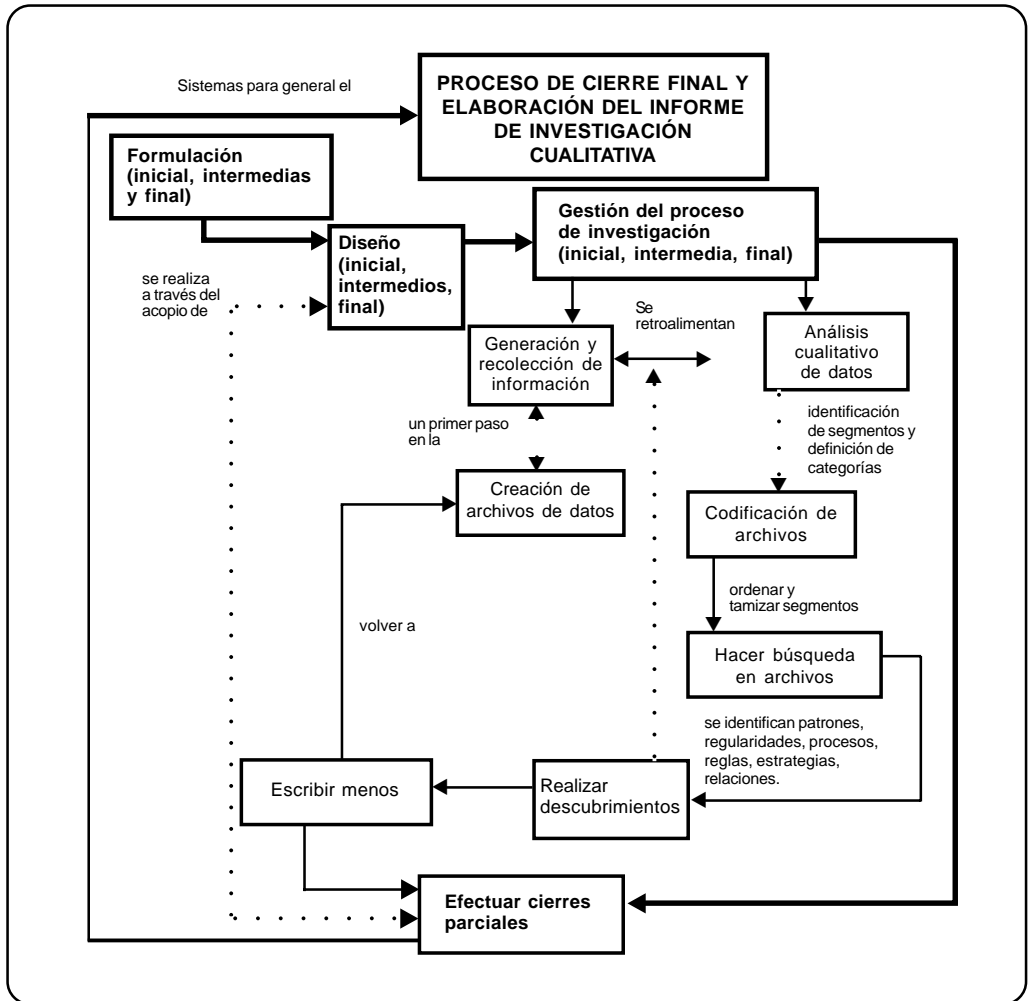 Sistemas para general el
PROCESO DE CIERRE FINAL Y
ELABORACIÓN DEL INFORME
DE INVESTIGACIÓN
CUALITATIVA
Formulación
(inicial, intermedias
y final)
Diseño
(inicial,
intermedios,
final)
Gestión del proceso
de investigación
(inicial, intermedia, final)
se realiza
a través del
acopio de
Generación y
recolección de
información
Se
retroalimentan
Análisis
cualitativo
de datos
un primer paso
en la
identificación
de segmentos y
definición de
categorías
Creación de
archivos de datos
Codificación de
archivos
ordenar y
tamizar segmentos
volver a
Hacer búsqueda
en archivos
se identifican patrones,
regularidades, procesos,
reglas, estrategias,
relaciones.
Escribir menos
Realizar
descubrimientos
Efectuar cierres
parciales